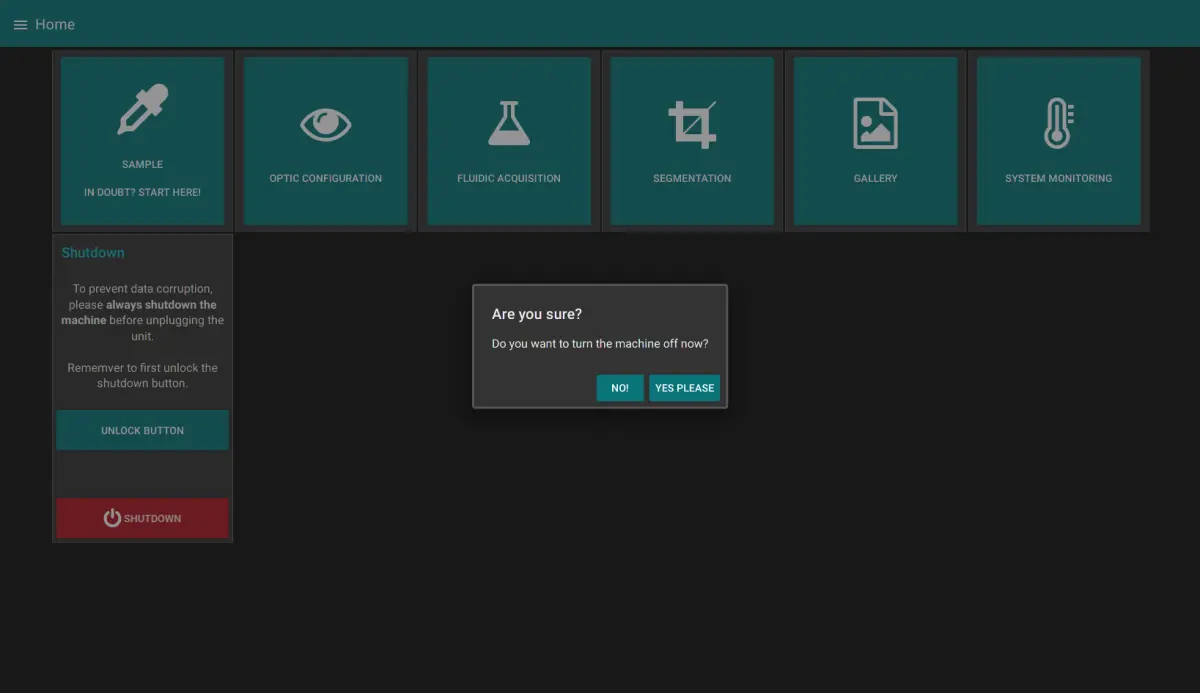 Home
SAMPLE
IN DOUBT? START HERE!
OPTIC CONFIGURATION
FLUIDIC ACQUISITION
SEGMENTATION
GALLERY
SYSTEM MONITORING
Shutdown
To prevent data corruption,
please always shutdown the
machine before unplugging the
unit.
Rememver to first unlock the
shutdown button.
UNLOCK BUTTON
SHUTDOWN
Are you sure?
Do you want to turn the machine off now?
NO!
YES PLEASE